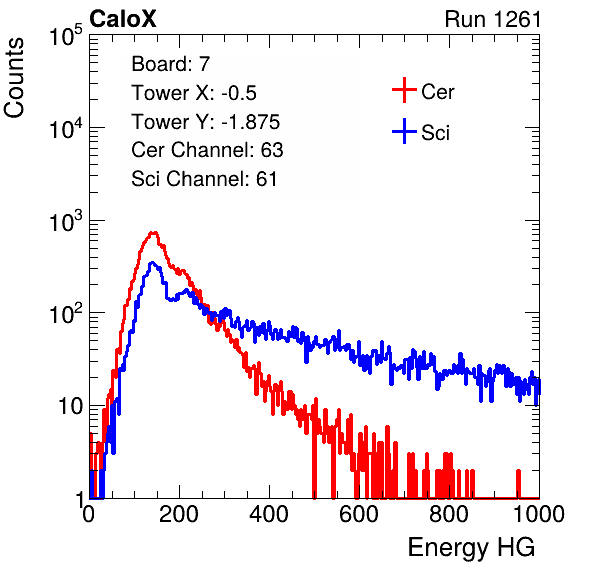 CaloX Run 1261
10^5
Board: 7
Tower X: -0.5
Tower Y: -1.875
Cer Channel: 63
Sci Channel: 61
Cer
Sci
Counts
10^4
10^3
10^2
10
1
0 200 400 600 800 1000
Energy HG